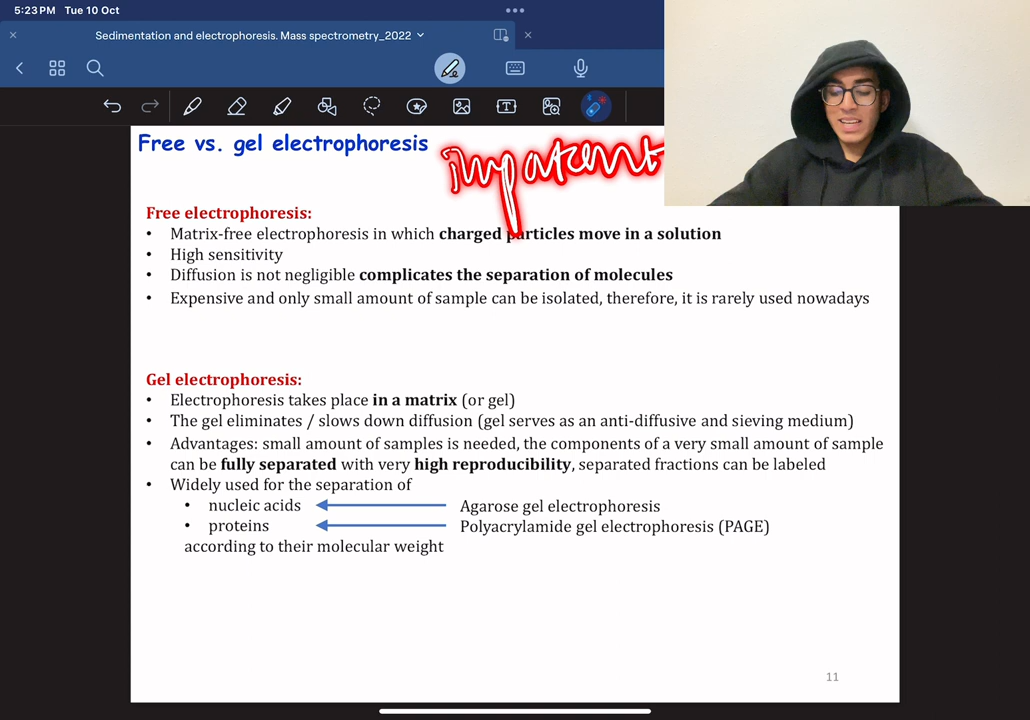 5:23 PM Tue 10 Oct
Sedimentation and electrophoresis. Mass spectrometry_2022
Free vs. gel electrophoresis
impotent
Free electrophoresis:
• Matrix-free electrophoresis in which charged particles move in a solution
• High sensitivity
• Diffusion is not negligible complicates the separation of molecules
• Expensive and only small amount of sample can be isolated, therefore, it is rarely used nowadays
Gel electrophoresis:
• Electrophoresis takes place in a matrix (or gel)
• The gel eliminates / slows down diffusion (gel serves as an anti-diffusive and sieving medium)
• Advantages: small amount of samples is needed, the components of a very small amount of sample
can be fully separated with very high reproducibility, separated fractions can be labeled
• Widely used for the separation of
• nucleic acids Agarose gel electrophoresis
• proteins Polyacrylamide gel electrophoresis (PAGE)
according to their molecular weight
11